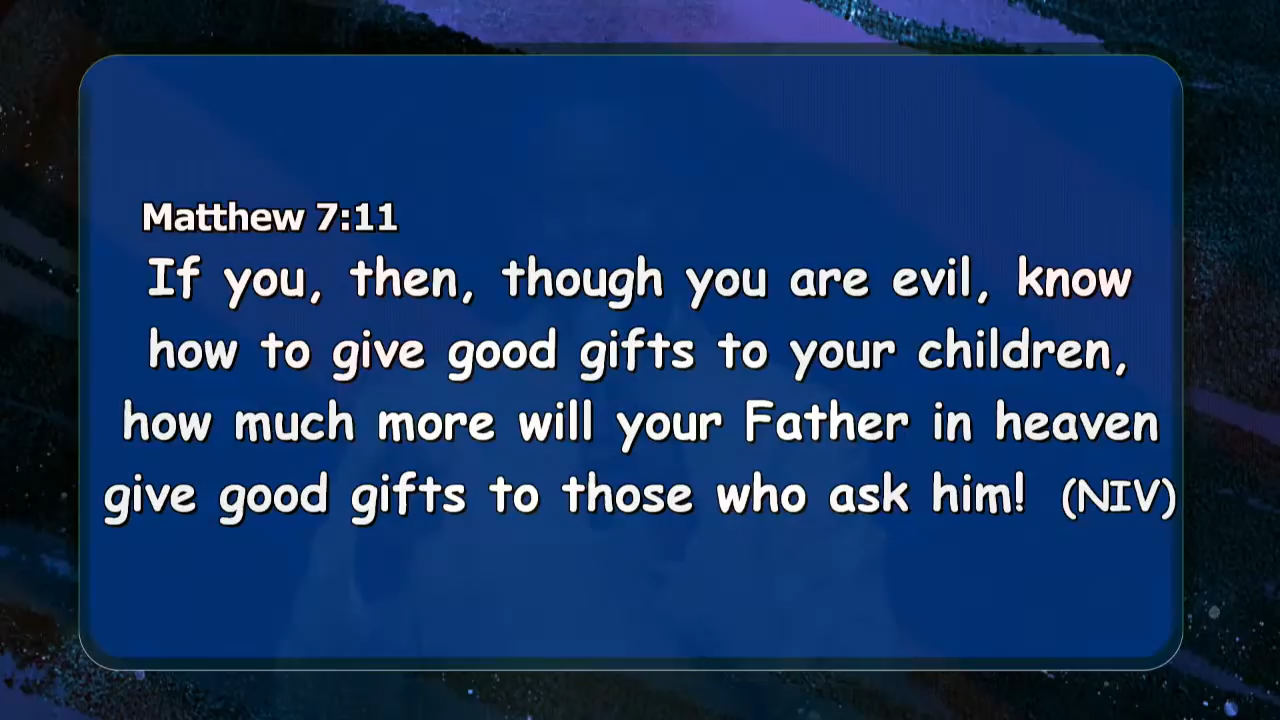 Matthew 7:11
If you, then, though you are evil, know
how to give good gifts to your children,
how much more will your Father in heaven
give good gifts to those who ask him! (NIV)